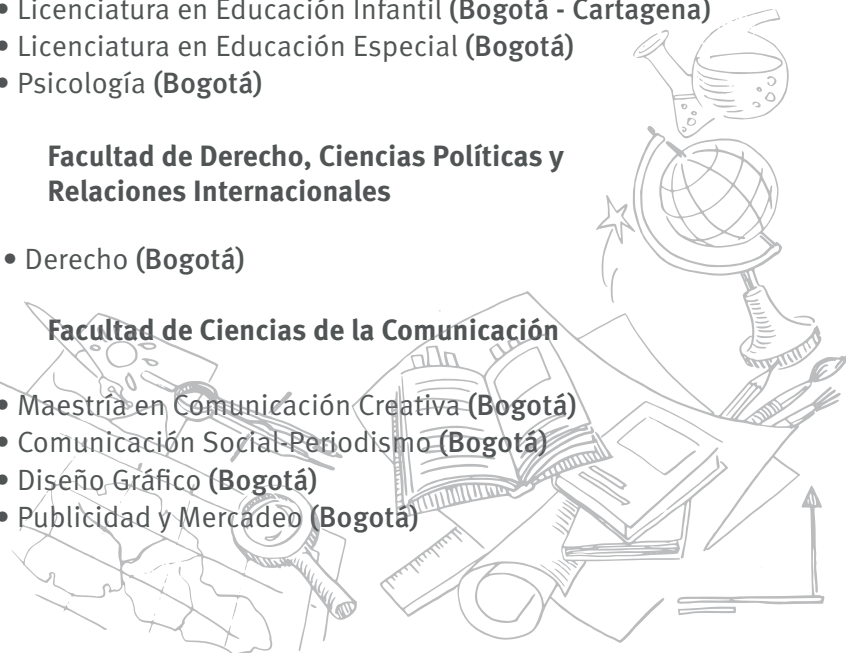 • Licenciatura en Educación Infantil (Bogotá - Cartagena)
• Licenciatura en Educación Especial (Bogotá)
• Psicología (Bogotá)
Facultad de Derecho, Ciencias Políticas y
Relaciones Internacionales
• Derecho (Bogotá)
Facultad de Ciencias de la Comunicación
• Maestría en Comunicación Creativa (Bogotá)
• Comunicación Social-Periodismo (Bogotá)
• Diseño Gráfico (Bogotá)
• Publicidad y Mercadeo (Bogotá)